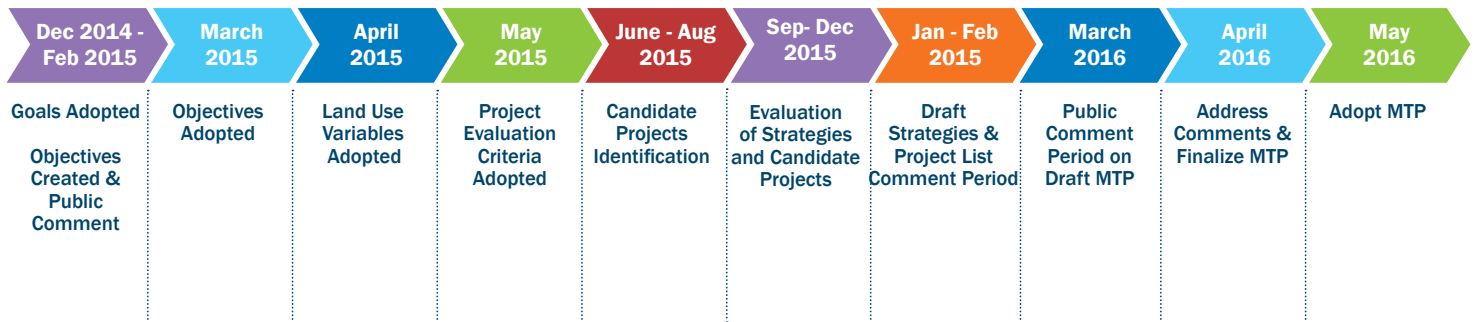 Dec 2014 -
Feb 2015
March
2015
April
2015
May
2015
June - Aug
2015
Sep- Dec
2015
Jan - Feb
2015
March
2016
April
2016
May
2016
Goals Adopted
Objectives
Created &
Public
Comment
Objectives
Adopted
Land Use
Variables
Adopted
Project
Evaluation
Criteria
Adopted
Candidate
Projects
Identification
Evaluation
of Strategies
and Candidate
Projects
Draft
Strategies &
Project List
Comment Period
Public
Comment
Period on
Draft MTP
Address
Comments &
Finalize MTP
Adopt MTP